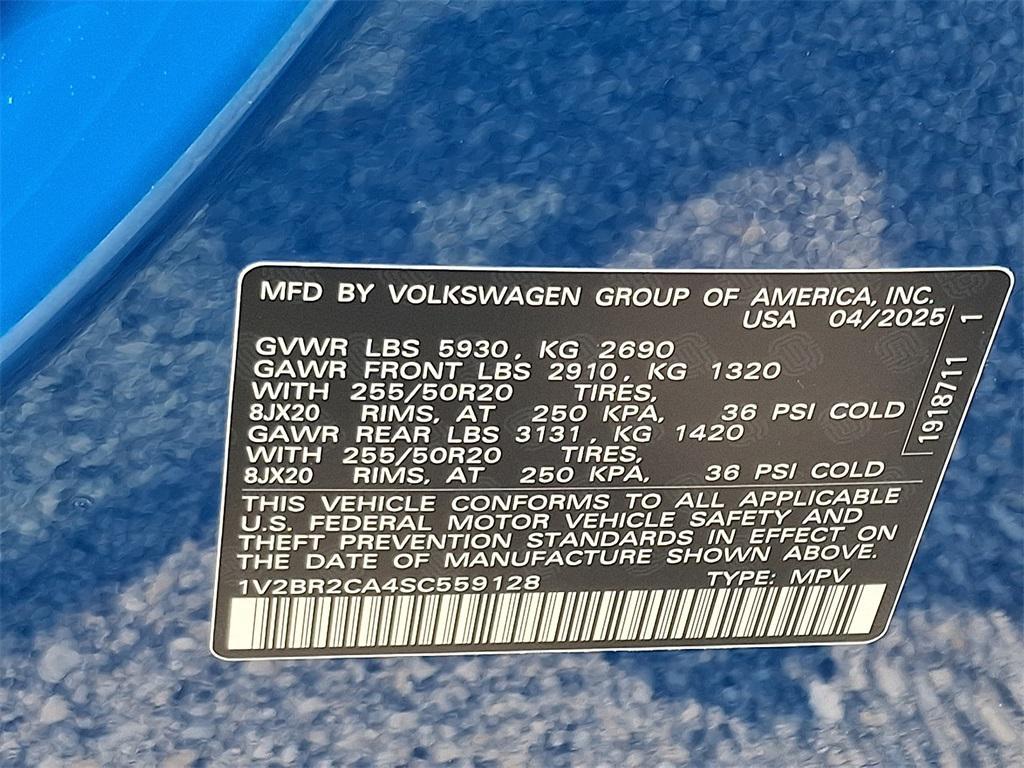 MFD BY VOLKSWAGEN GROUP OF AMERICA, INC.
USA 04/2025
GVWR LBS 5930, KG 2690
GAWR FRONT LBS 2910, KG 1320
WITH 255/50R20 TIRES,
8JX20 RIMS, AT 250 KPA, 36 PSI COLD
GAWR REAR LBS 3131, KG 1420
WITH 255/50R20 TIRES,
8JX20 RIMS, AT 250 KPA, 36 PSI COLD
THIS VEHICLE CONFORMS TO ALL APPLICABLE
U.S. FEDERAL MOTOR VEHICLE SAFETY AND
THEFT PREVENTION STANDARDS IN EFFECT ON
THE DATE OF MANUFACTURE SHOWN ABOVE.
1V2BR2CA4SC559128 TYPE: MPV
1918711 1